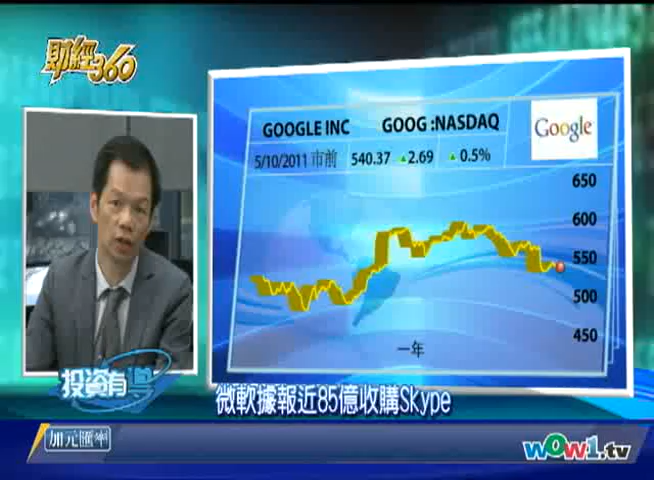 財經360
GOOGLE INC GOOG :NASDAQ
5/10/2011 市前 540.37 ▲2.69 ▲0.5%
Google
650
600
550
500
450
一年
投資有導
微軟據報近85億收購Skype
加元匯率
wow1.tv